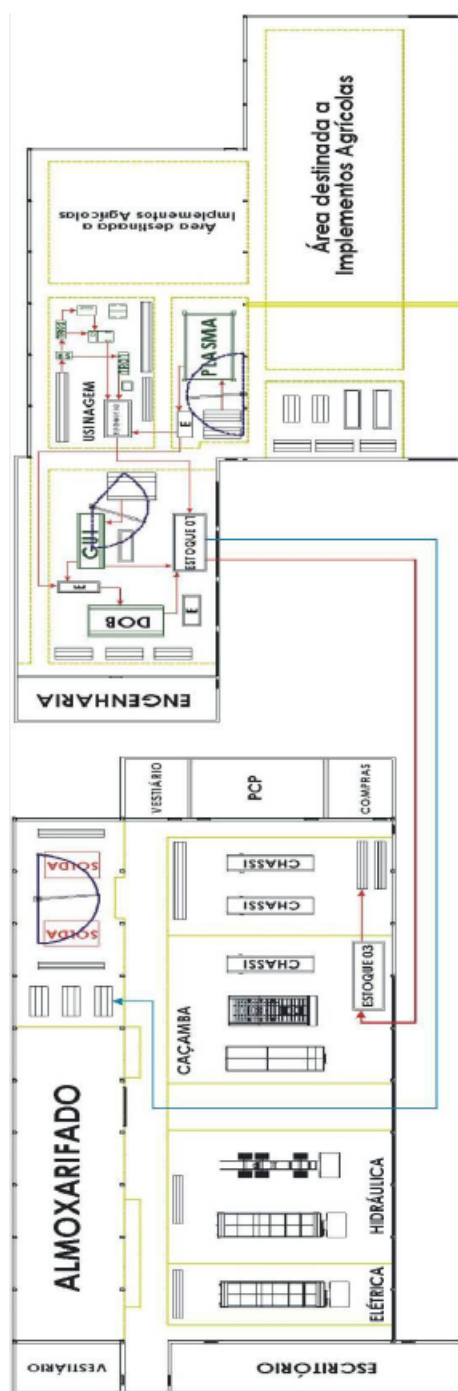 Área destinada a
Implementos Agrícolas
Área destinada a
Implementos Agrícolas
USINAGEM
PLASMA
E
GUI
ESTOQUE 01
E
DOB
E
ENGENHARIA
VESTIÁRIO
PCP
COMPRAS
SOLDA
SOLDA
CHASSI
CHASSI
CHASSI
ESTOQUE 03
CAÇAMBA
ALMOXARIFADO
HIDRÁULICA
ELÉTRICA
VESTIÁRIO
ESCRITÓRIO